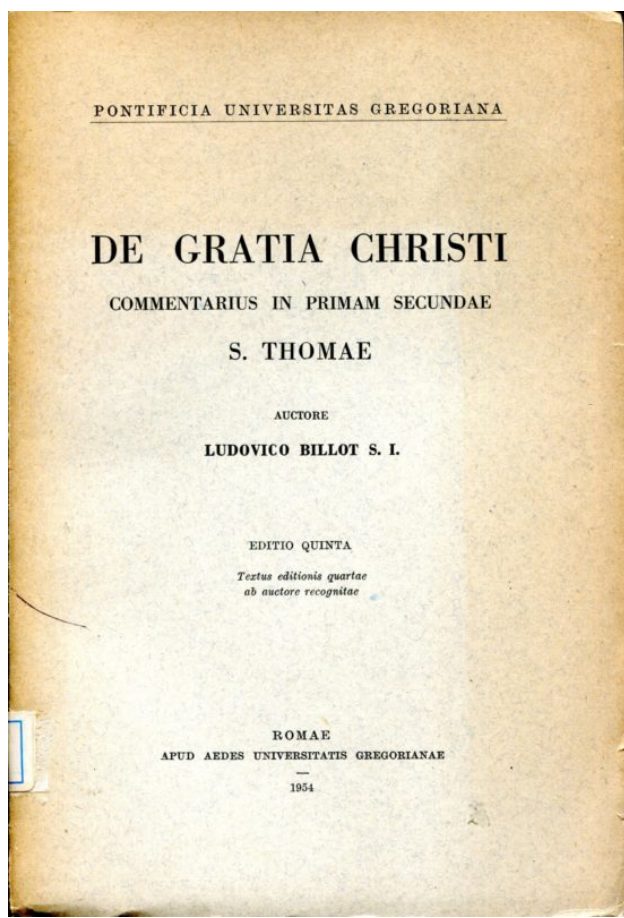 PONTIFICIA UNIVERSITAS GREGORIANA
DE GRATIA CHRISTI
COMMENTARIUS IN PRIMAM SECUNDAE
S. THOMAE
AUCTORE
LUDOVICO BILLOT S. I.
EDITIO QUINTA
Textus editionis quartae
ab auctore recognitae
ROMAE
APUD AEDES UNIVERSITATIS GREGORIANAE
1954